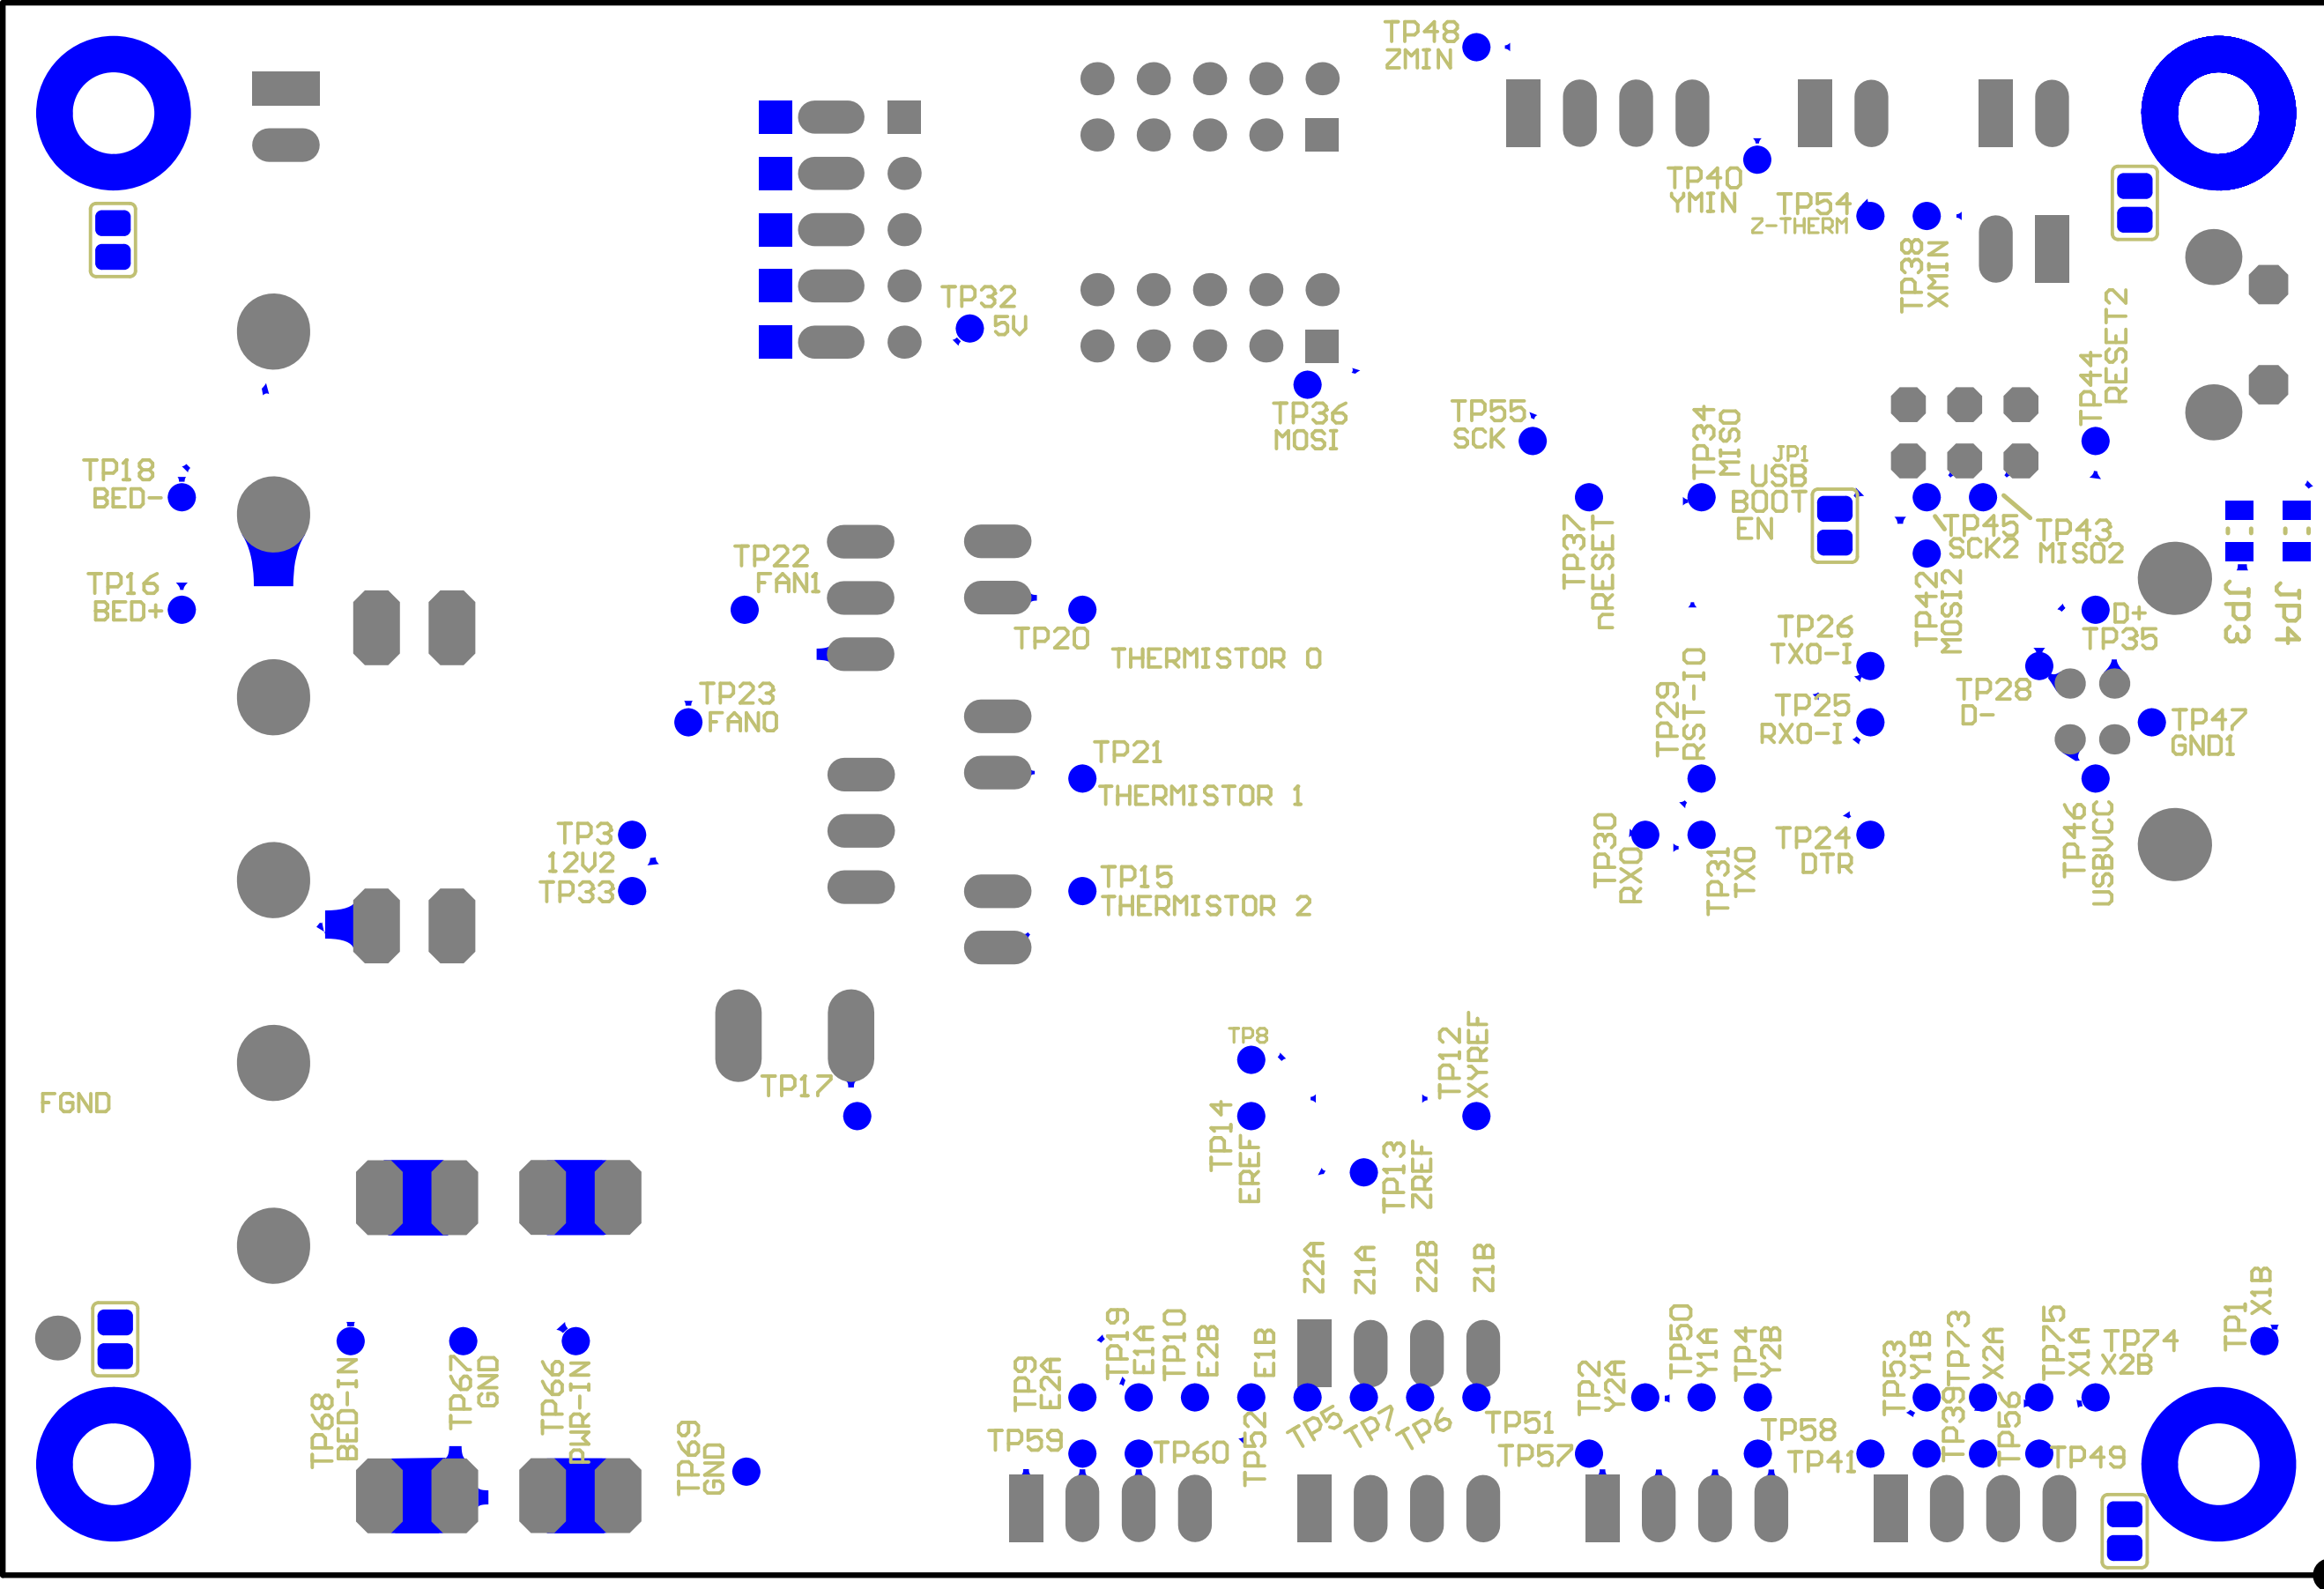 TP48
ZMIN
TP40
YMIN
TP54
Z-THERM
TP38
XMIN
TP32
5V
TP44
RESET2
TP36
MOSI
TP55
SCK
TP34
MISO
JP1
USB
BOOT
EN
TP18
BED-
TP16
BED+
TP22
FAN1
TP37
nRESET
TP45
SCK2
TP43
MISO2
TP42
MOSI2
JP3
JP4
D+
TP35
TP20
THERMISTOR 0
TP26
TX0-I
TP23
FAN0
TP29
RST-IO
TP25
RX0-I
TP28
D-
TP47
GND1
TP21
THERMISTOR 1
TP3
12V2
TP33
TP30
RX0
TP31
TX0
TP24
DTR
TP46
USBVCC
TP15
THERMISTOR 2
TP8
TP12
XYREF
TP17
FGND
TP14
EREF
TP13
ZREF
Z2A
Z1A
Z2B
Z1B
TP1
X1B
TP68
BED-IN
TP67
GND
TP66
PWR-IN
TP69
GND
TP9
E2A
TP19
E1A
TP10
E2B
E1B
TP59
TP60
TP52
TP5
TP7
TP6
TP51
TP57
TP2
Y2A
TP50
Y1A
TP4
Y2B
TP58
TP41
TP53
Y1B
TP73
X2A
TP39
TP56
TP75
X1A
TP74
X2B
TP49